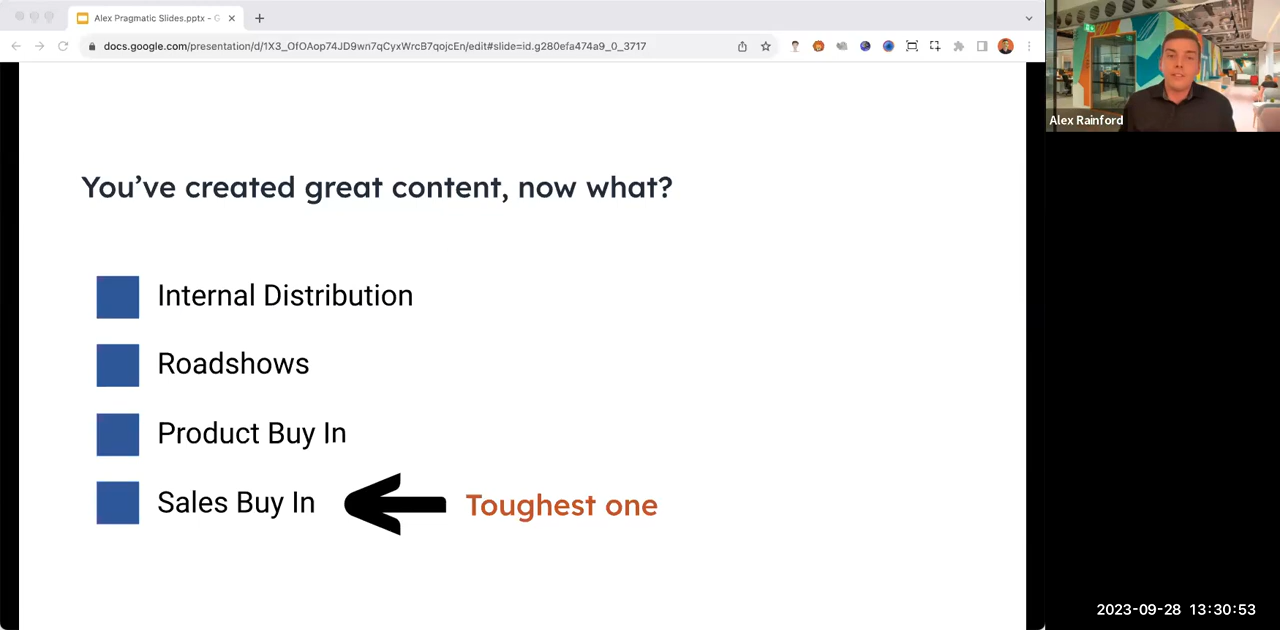 Alex Pragmatic Slides.pptx - G
docs.google.com/presentation/d/1X3_OfOAop74JD9wn7qCyxWrcB7qojcEn/edit#slide=id.g280efa474a9_0_3717
Alex Rainford
You've created great content, now what?
Internal Distribution
Roadshows
Product Buy In
Sales Buy In
Toughest one
2023-09-28 13:30:53